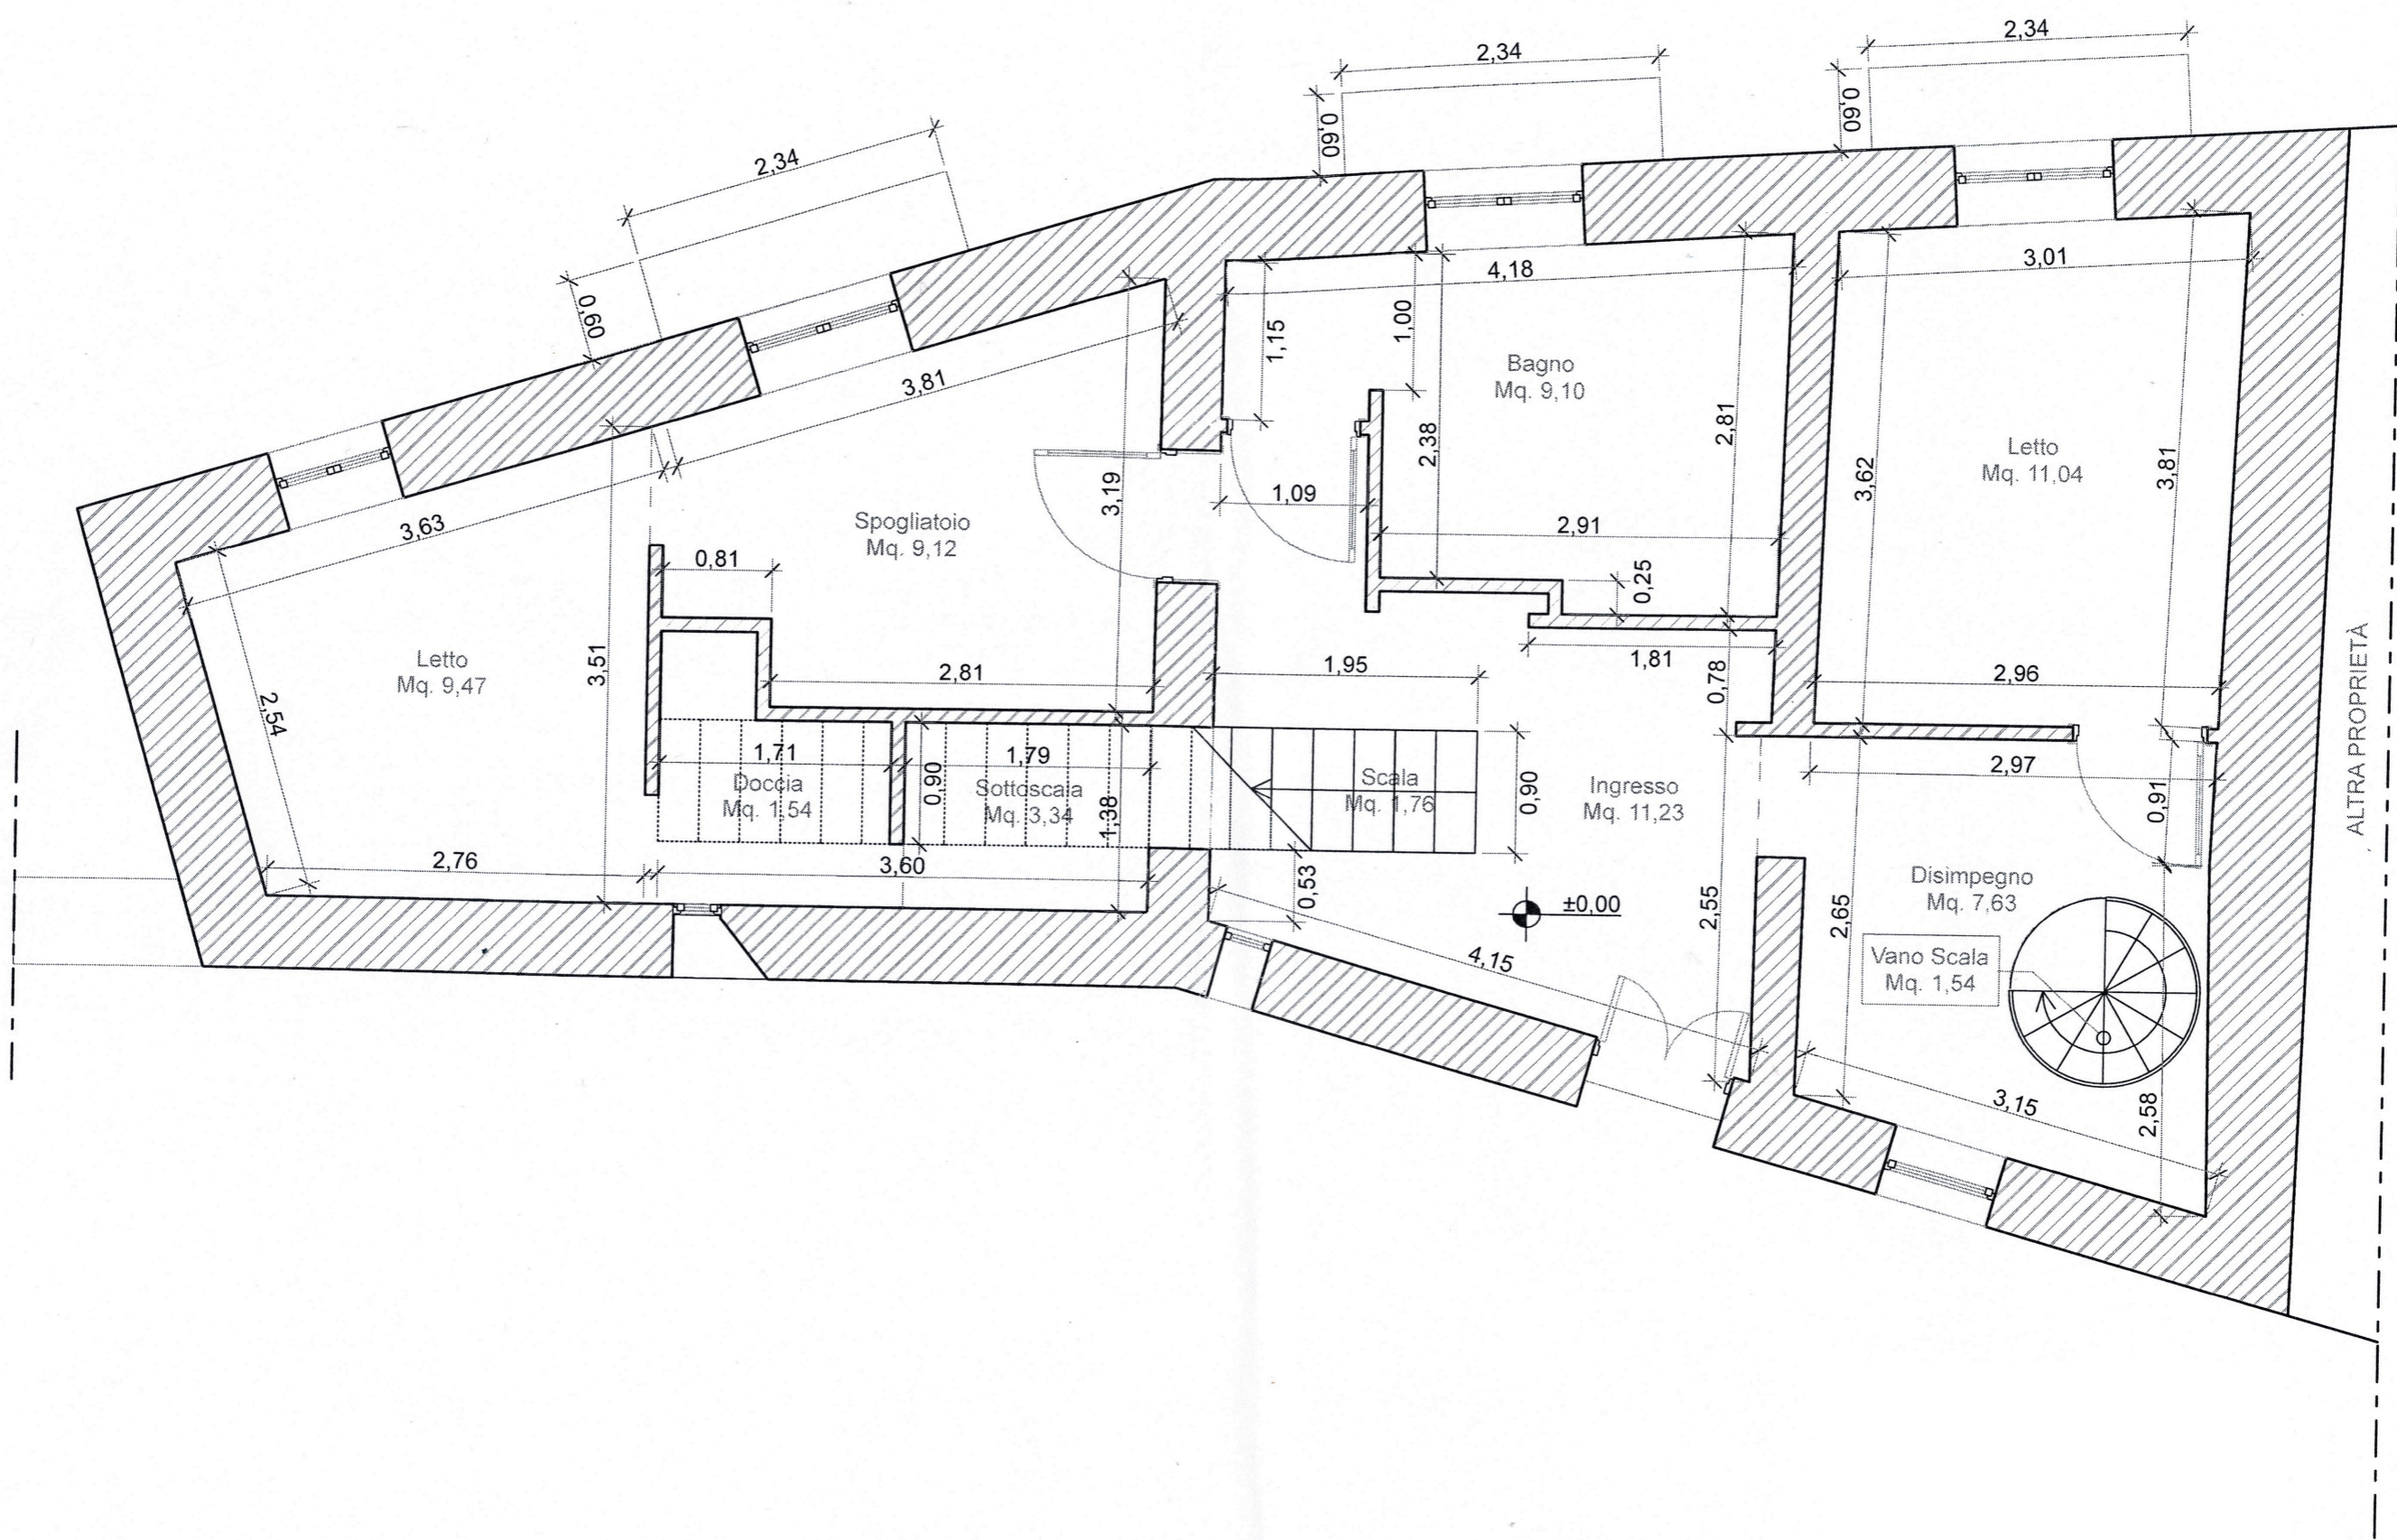 2,34
2,34
2,34
0,60
0,60
0,60
4,18
3,01
1,15
1,00
3,81
2,38
2,81
3,62
3,81
Bagno
Mq. 9,10
Letto
Mq. 11,04
3,63
3,19
1,09
2,91
Spogliatoio
Mq. 9,12
0,81
0,25
Letto
Mq. 9,47
3,51
2,54
2,81
1,95
1,81
0,78
2,96
ALTRA PROPRIETÀ
1,71
Doccia
Mq. 1,54
0,90
1,79
Sottoscala
Mq. 3,34
1,38
Scala
Mq. 1,76
0,90
Ingresso
Mq. 11,23
2,97
0,91
2,76
3,60
0,53
±0,00
4,15
2,55
2,65
Disimpegno
Mq. 7,63
Vano Scala
Mq. 1,54
3,15
2,58